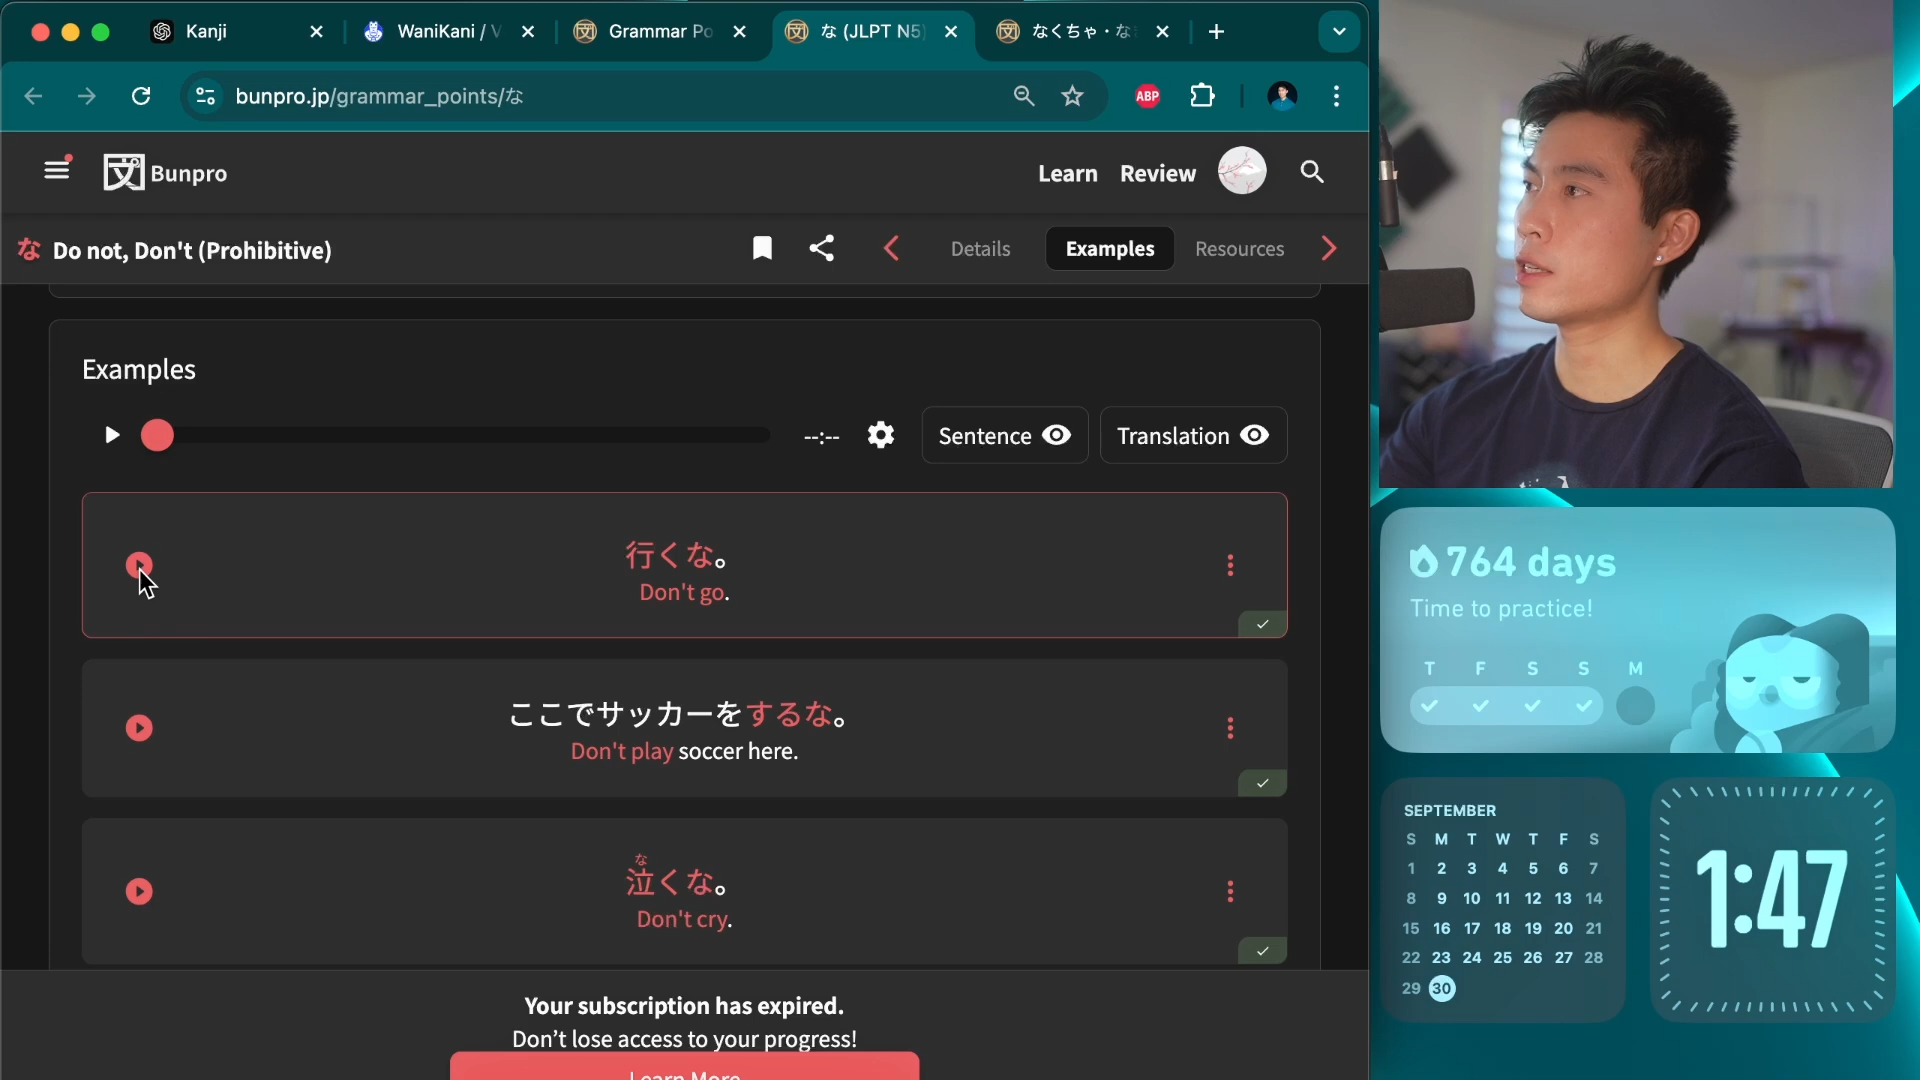 Kanji
WaniKani / V
Grammar Po
な (JLPT N5)
なくちゃ・な
bunpro.jp/grammar_points/な
ABP
文 Bunpro
Learn
Review
な Do not, Don't (Prohibitive)
Details
Examples
Resources
Examples
--:--
Sentence
Translation
行くな。
Don't go.
ここでサッカーをするな。
Don't play soccer here.
な
泣くな。
Don't cry.
Your subscription has expired.
Don’t lose access to your progress!
Learn More
764 days
Time to practice!
T F S S M
SEPTEMBER
S M T W T F S
1 2 3 4 5 6 7
8 9 10 11 12 13 14
15 16 17 18 19 20 21
22 23 24 25 26 27 28
29 30
1:47